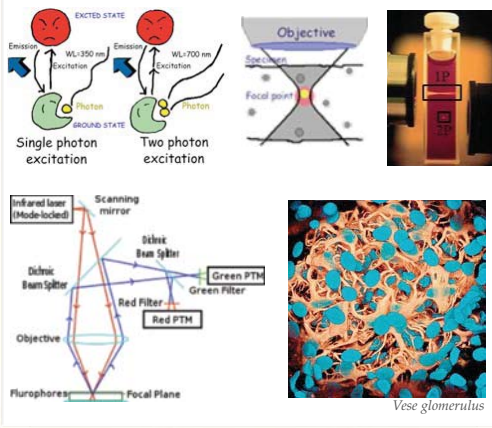 EXCTED STATE
Emission
WL=350 nm
Excitation
Photon
Emission
WL=700 nm
Excitation
Photon
GROUND STATE
Single photon
excitation
Two photon
excitation
Objective
Specimen
Focal point
1P
2P
Infrared laser
(Mode-locked)
Scanning
mirror
Dichroic
Beam Splitter
Dichroic
Beam Splitter
Green PTM
Green Filter
Red Filter
Red PTM
Objective
Flurophores
Focal Plane
Vese glomerulus